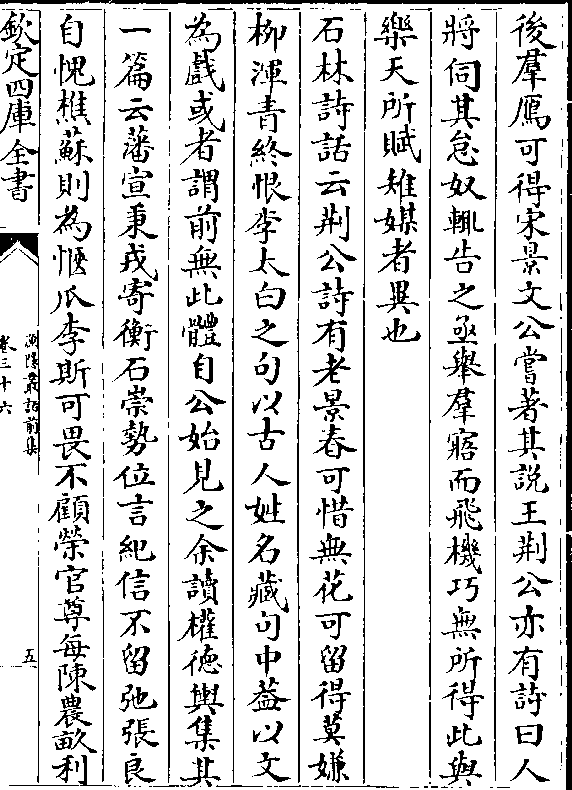 後羣鴈可得宋景文公嘗著其説王荆公亦有詩曰人
將伺其怠奴輒告之亟舉羣寤而飛機巧無所得此與
樂天所賦雉媒者異也
石林詩話云荆公詩有老景春可惜無花可留得莫嫌
柳渾青終恨李太白之句以古人姓名藏句中葢以文
為戲或者謂前無此體自公始見之余讀權德輿集其
一篇云藩宣秉戎寄衡石崇勢位言紀信不留弛張良
自愧樵蘇則為愜瓜李斯可畏不顧榮官尊每陳農畝利
欽定四庫全書
漁隱叢話前集
卷三十六
五